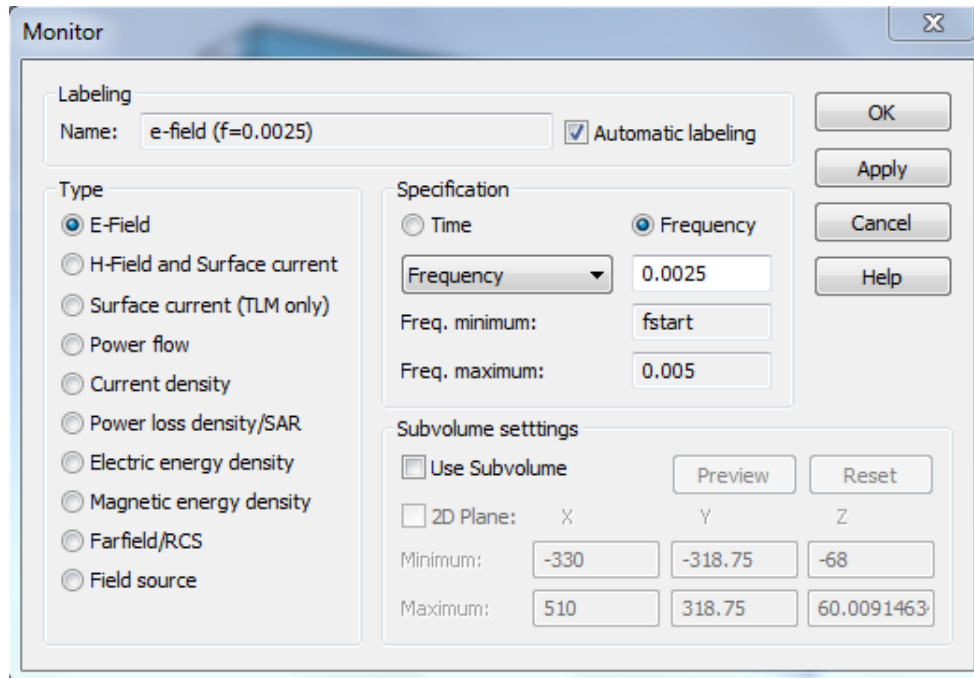 Monitor
Labeling
Name: e-field (f=0.0025) Automatic labeling
OK
Apply
Cancel
Help
Type
E-Field
H-Field and Surface current
Surface current (TLM only)
Power flow
Current density
Power loss density/SAR
Electric energy density
Magnetic energy density
Farfield/RCS
Field source
Specification
Time Frequency
Frequency 0.0025
Freq. minimum: fstart
Freq. maximum: 0.005
Subvolume setttings
Use Subvolume Preview Reset
2D Plane: X Y Z
Minimum: -330 -318.75 -68
Maximum: 510 318.75 60.0091463